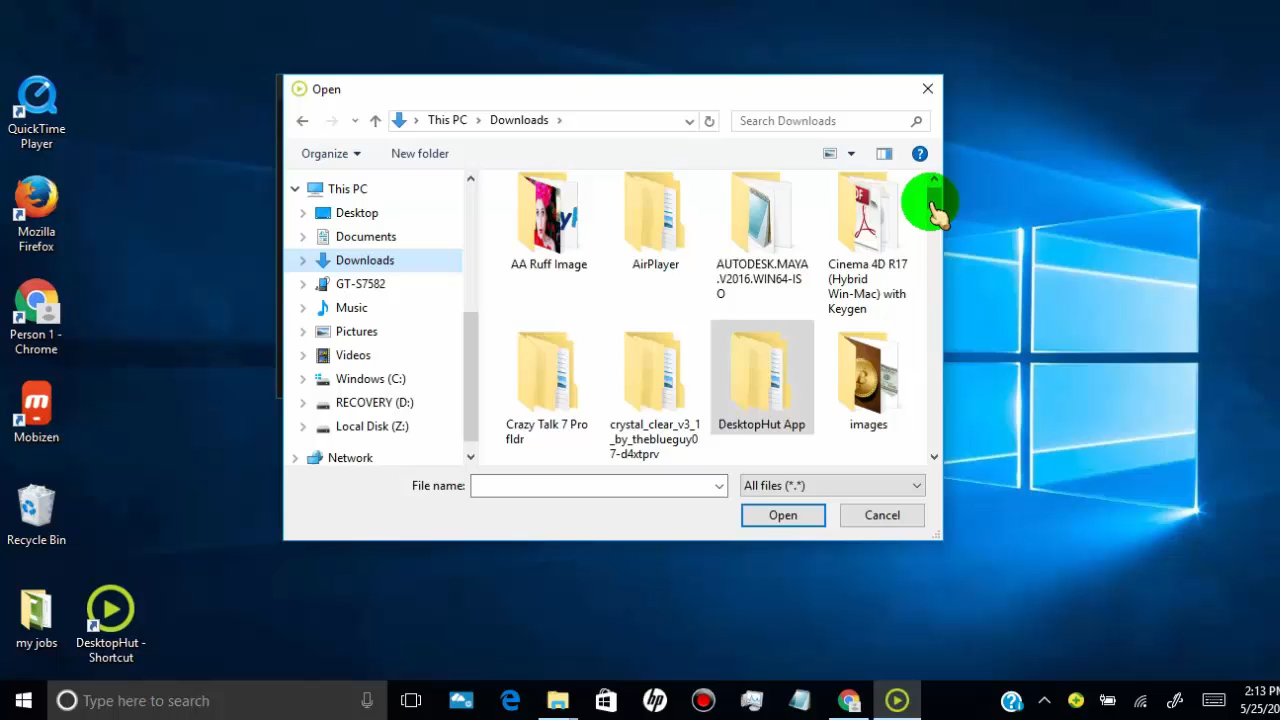 QuickTime
Player
Mozilla
Firefox
Person 1 -
Chrome
Mobizen
Recycle Bin
my jobs
DesktopHut -
Shortcut
Open
This PC
Downloads
Search Downloads
Organize
New folder
This PC
Desktop
Documents
Downloads
GT-S7582
Music
Pictures
Videos
Windows (C:)
RECOVERY (D:)
Local Disk (Z:)
Network
AA Ruff Image
AirPlayer
AUTODESK.MAYA
.V2016.WIN64-IS
O
Cinema 4D R17
(Hybrid
Win-Mac) with
Keygen
Crazy Talk 7 Pro
fldr
crystal_clear_v3_1
_by_theblueguy0
7-d4xtprv
DesktopHut App
images
File name:
All files (*.*)
Open
Cancel
Type here to search
2:13 PM
5/25/20